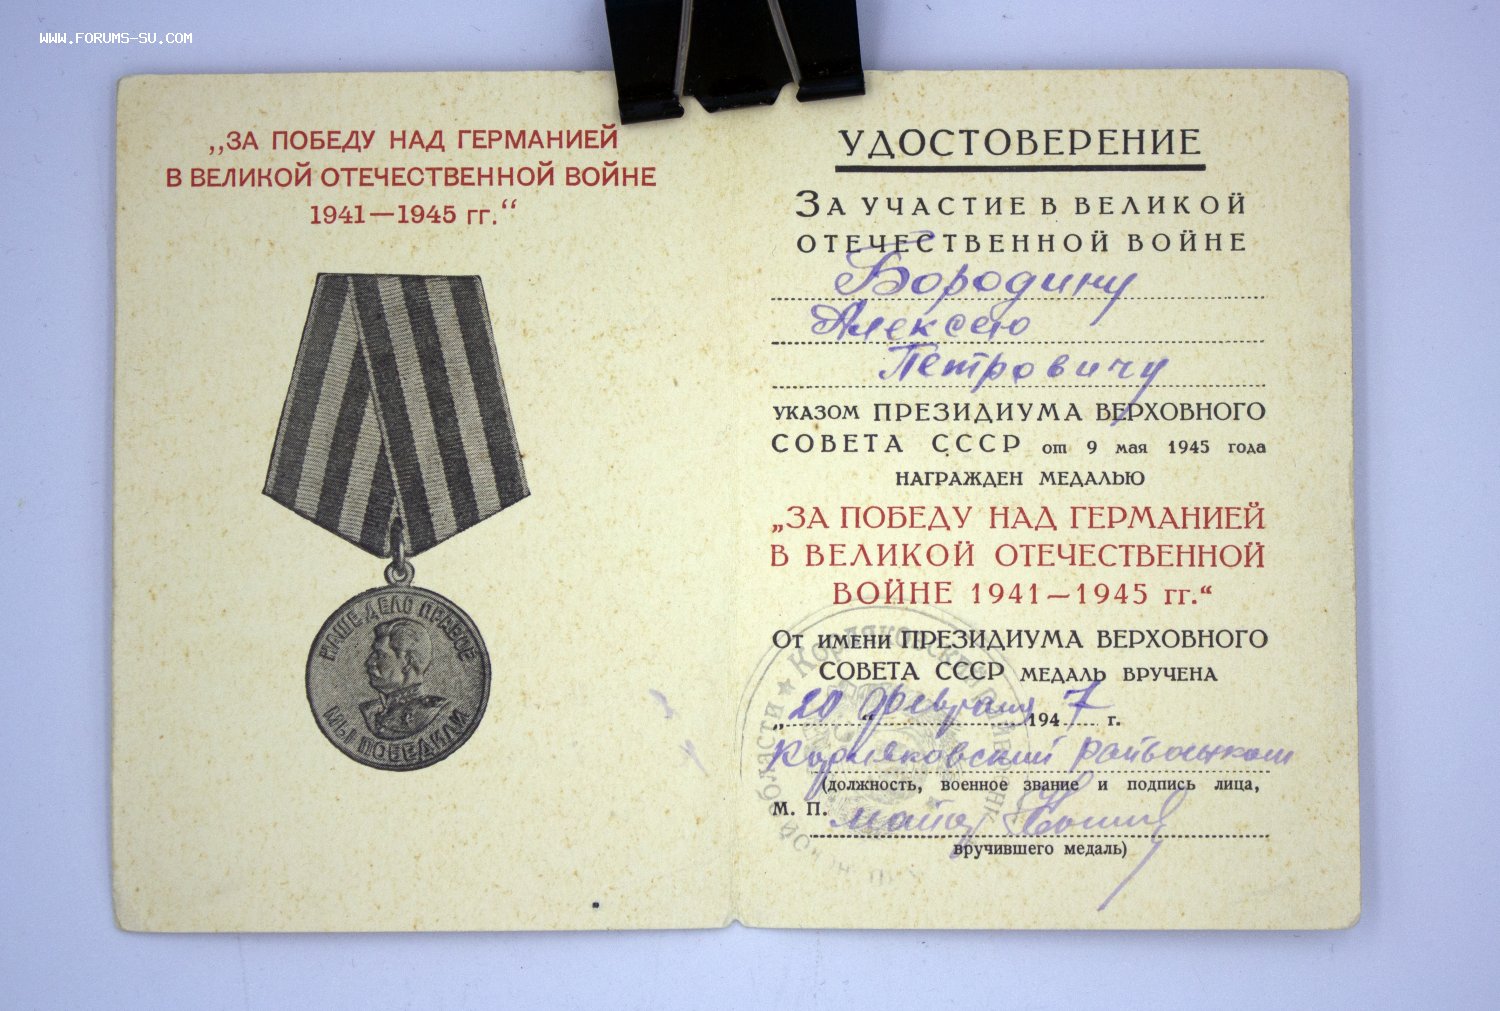 WWW.FORUMS-SU.COM
,,ЗА ПОБЕДУ НАД ГЕРМАНИЕЙ
В ВЕЛИКОЙ ОТЕЧЕСТВЕННОЙ ВОЙНЕ
1941—1945 гг.“
НАШЕ ДЕЛО ПРАВОЕ
МЫ ПОБЕДИЛИ
УДОСТОВЕРЕНИЕ
ЗА УЧАСТИЕ В ВЕЛИКОЙ
ОТЕЧЕСТВЕННОЙ ВОЙНЕ
Бородину
Алексею
Петровичу
УКАЗОМ ПРЕЗИДИУМА ВЕРХОВНОГО
СОВЕТА СССР от 9 мая 1945 года
НАГРАЖДЕН МЕДАЛЬЮ
„ЗА ПОБЕДУ НАД ГЕРМАНИЕЙ
В ВЕЛИКОЙ ОТЕЧЕСТВЕННОЙ
ВОЙНЕ 1941—1945 гг.“
ОТ ИМЕНИ ПРЕЗИДИУМА ВЕРХОВНОГО
СОВЕТА СССР МЕДАЛЬ ВРУЧЕНА
„20“ февраля 1947 г.
райвоенком
(должность, военное звание и подпись лица,
М. П. майор
вручившего медаль)
области